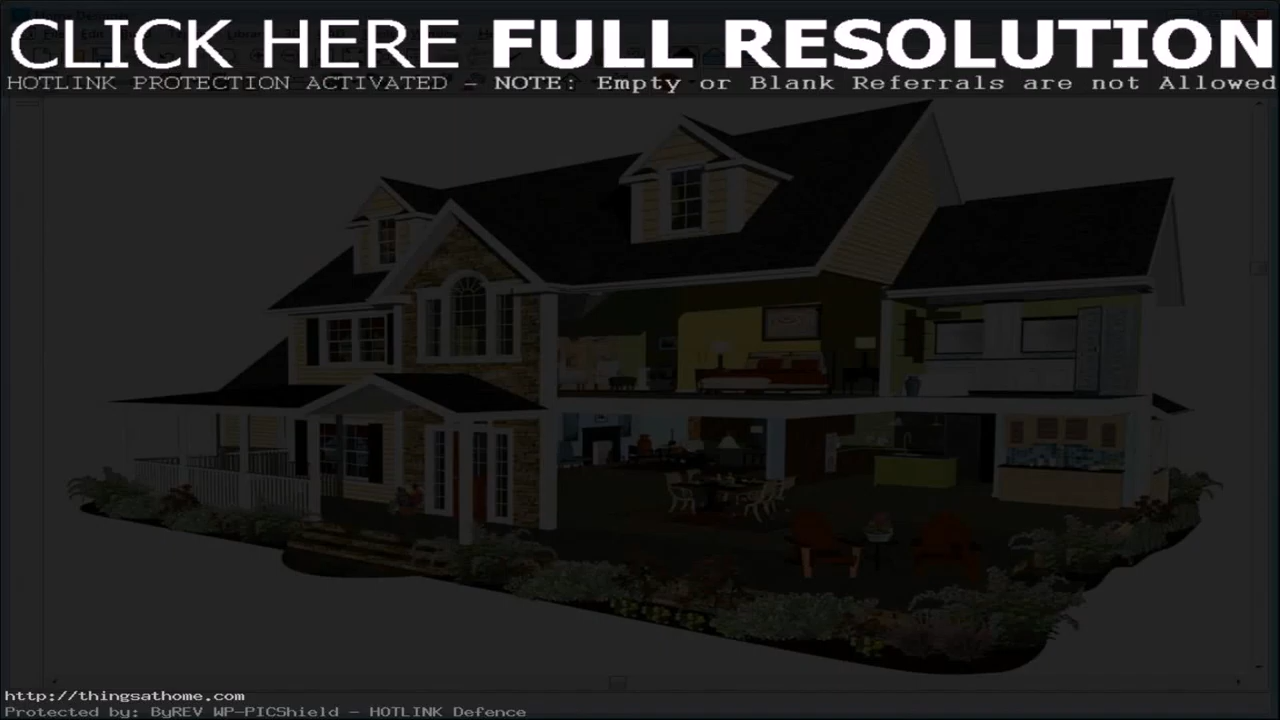 CLICK HERE FULL RESOLUTION
HOTLINK PROTECTION ACTIVATED - NOTE: Empty or Blank Referrals are not Allowed
http://thingsathome.com
Protected by: ByREV WP-PICShield - HOTLINK Defence